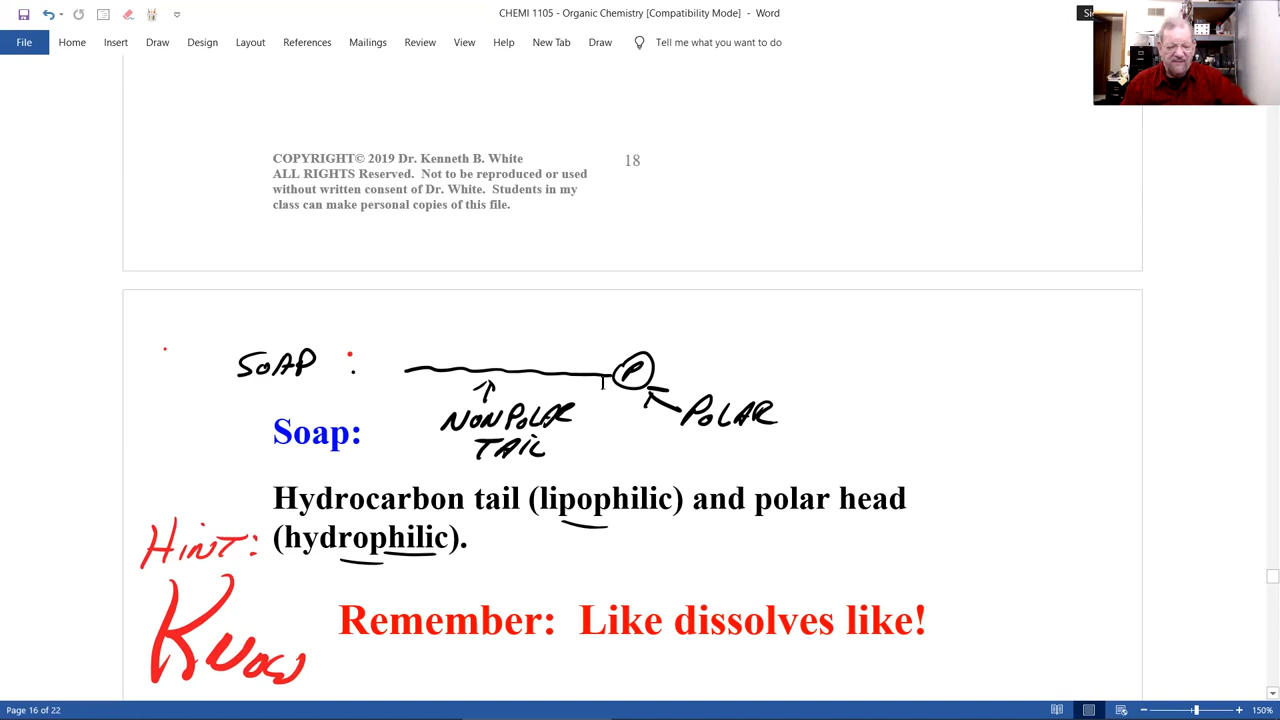 CHEMI 1105 - Organic Chemistry [Compatibility Mode] - Word
File Home Insert Draw Design Layout References Mailings Review View Help New Tab Draw Tell me what you want to do
COPYRIGHT© 2019 Dr. Kenneth B. White
18
ALL RIGHTS Reserved. Not to be reproduced or used
without written consent of Dr. White. Students in my
class can make personal copies of this file.
SOAP :
P
NONPOLAR
TAIL
POLAR
Soap:
Hydrocarbon tail (lipophilic) and polar head
(hydrophilic).
HINT:
KNOW
Remember: Like dissolves like!
Page 16 of 22
150%